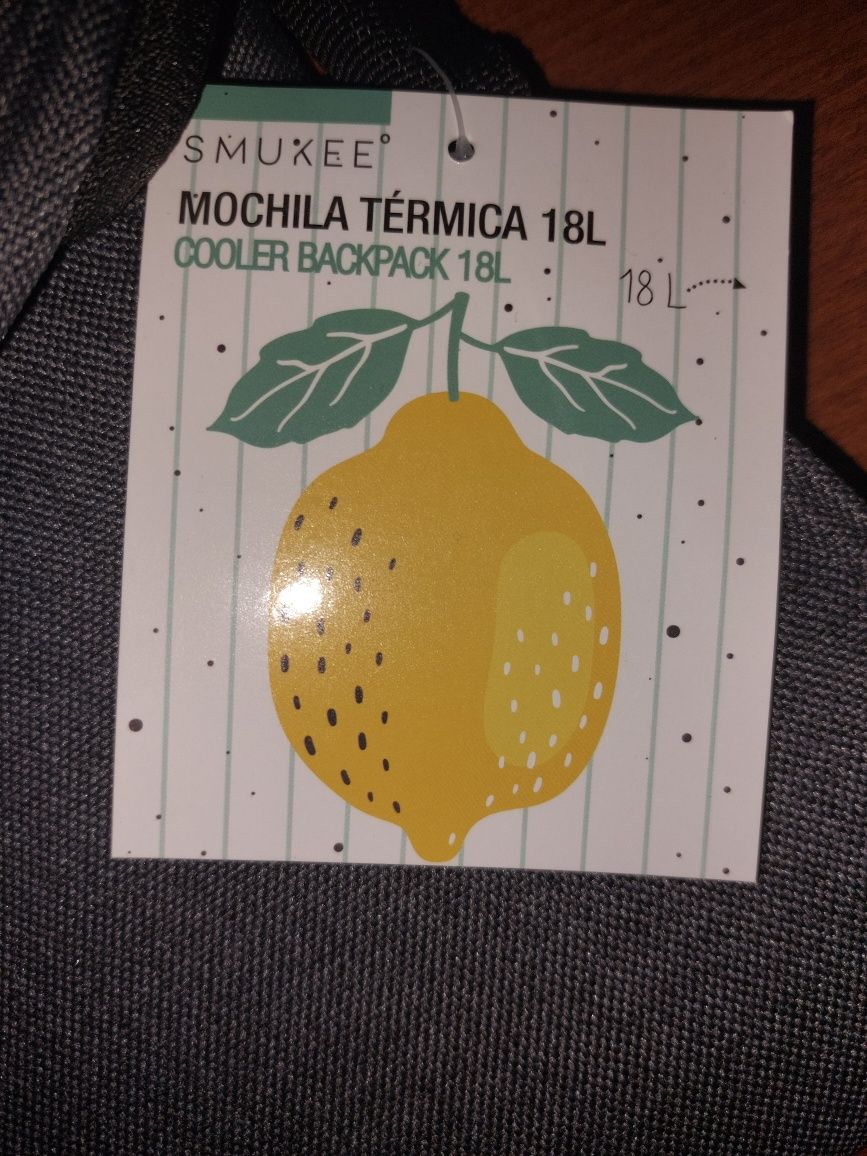 SMUKEE°
MOCHILA TÉRMICA 18L
COOLER BACKPACK 18L
18 L